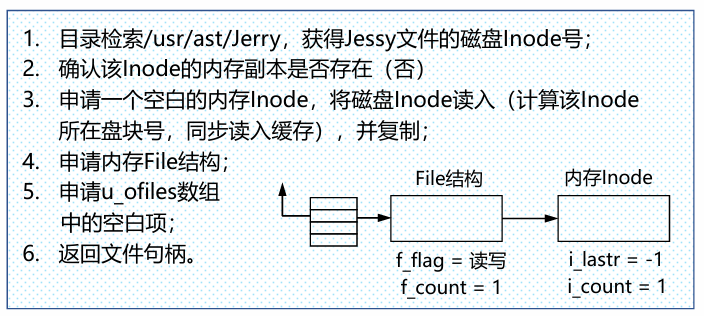 1. 目录检索/usr/ast/Jerry，获得Jessy文件的磁盘Inode号；
2. 确认该Inode的内存副本是否存在（否）
3. 申请一个空白的内存Inode，将磁盘Inode读入（计算该Inode
所在盘块号，同步读入缓存），并复制；
4. 申请内存File结构；
5. 申请u_ofiles数组
中的空白项；
6. 返回文件句柄。
File结构
内存Inode
f_flag = 读写
f_count = 1
i_lastr = -1
i_count = 1